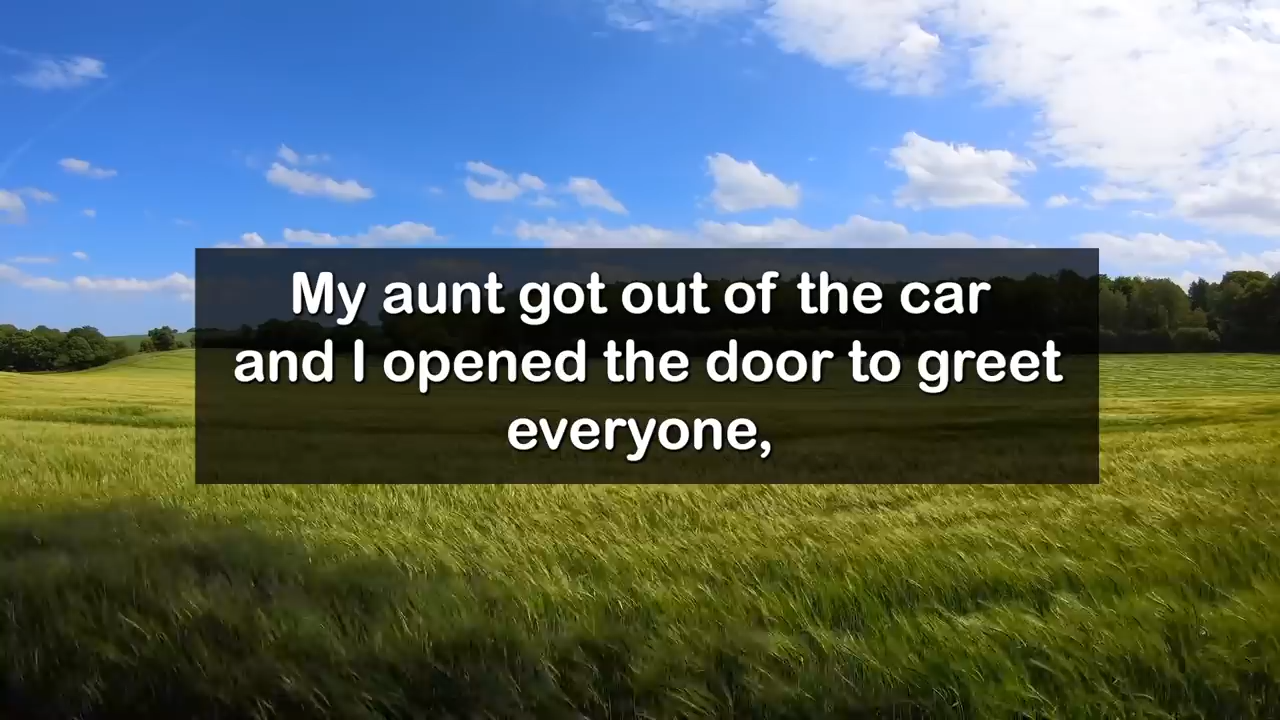 My aunt got out of the car
and I opened the door to greet
everyone,